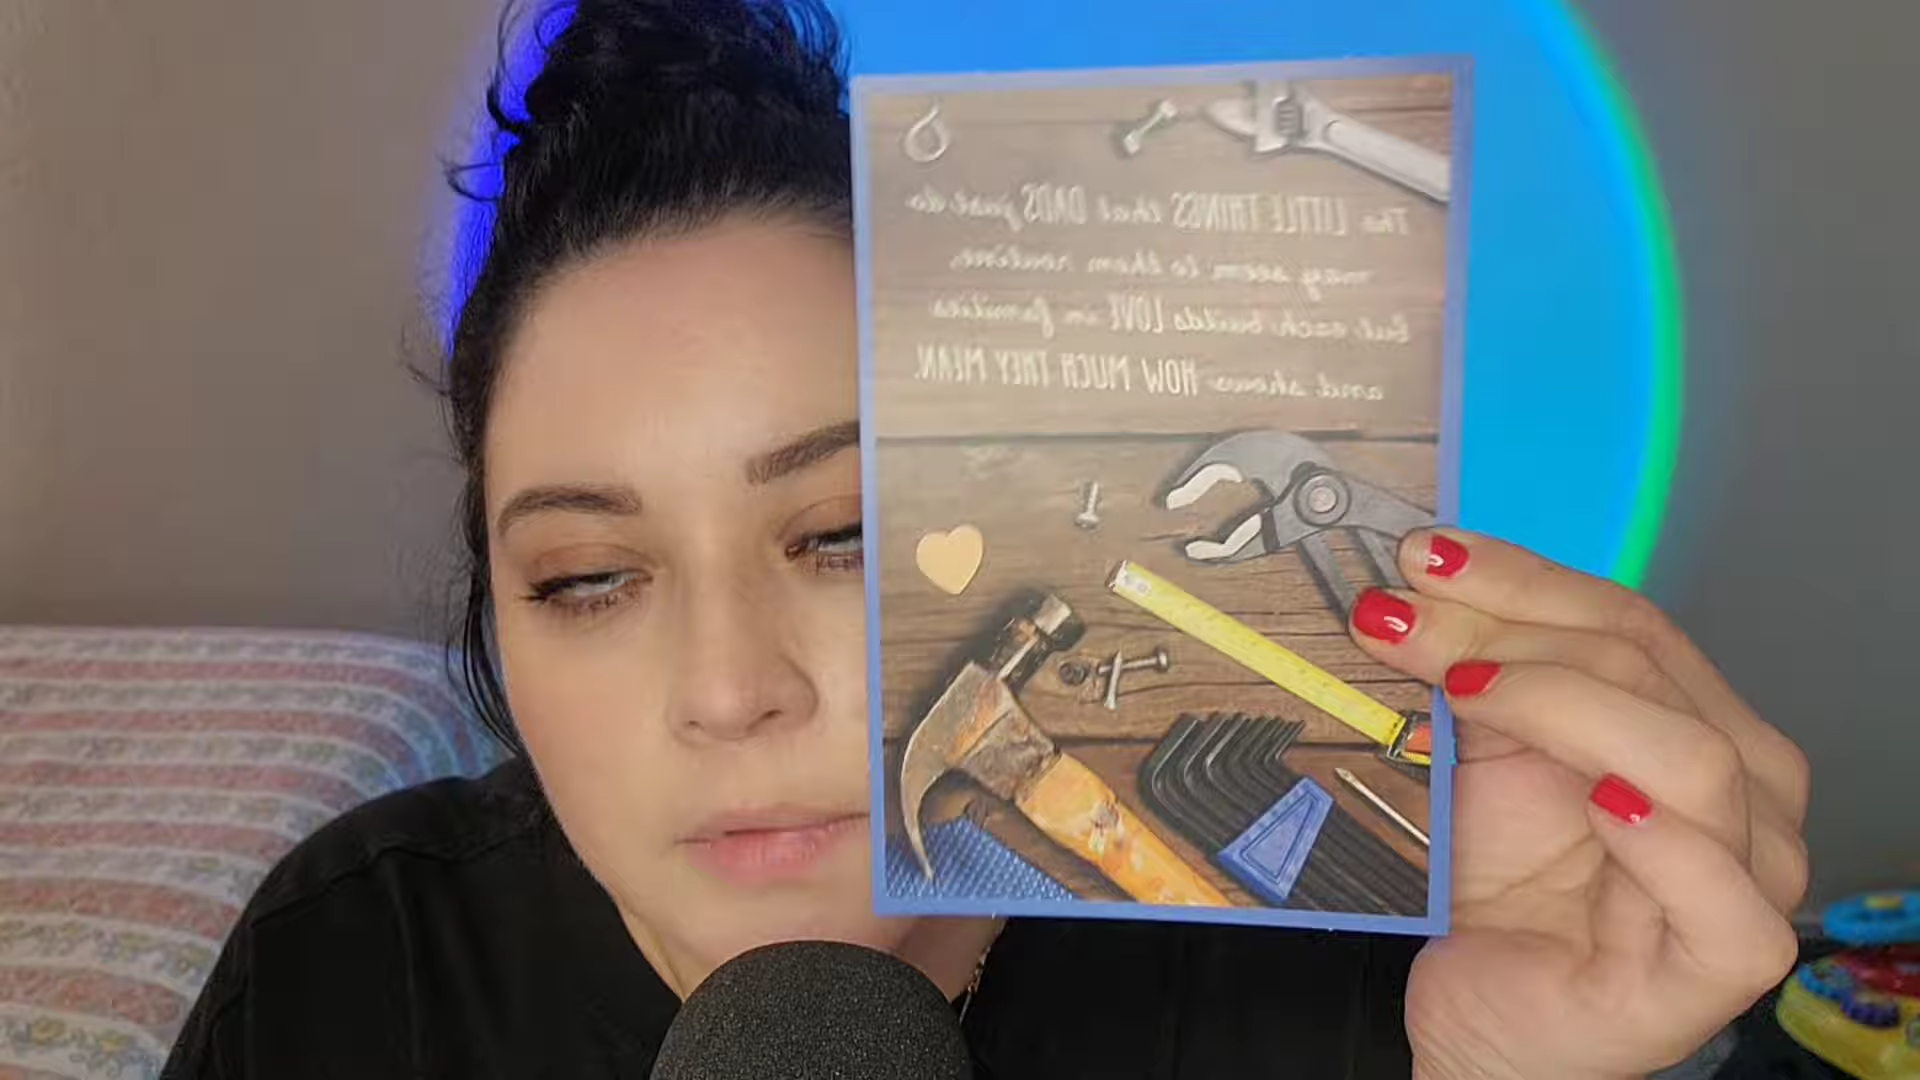 The LITTLE THINGS that DADS just do
may seem to them routine,
but each builds LOVE in families
and shows HOW MUCH THEY MEAN.